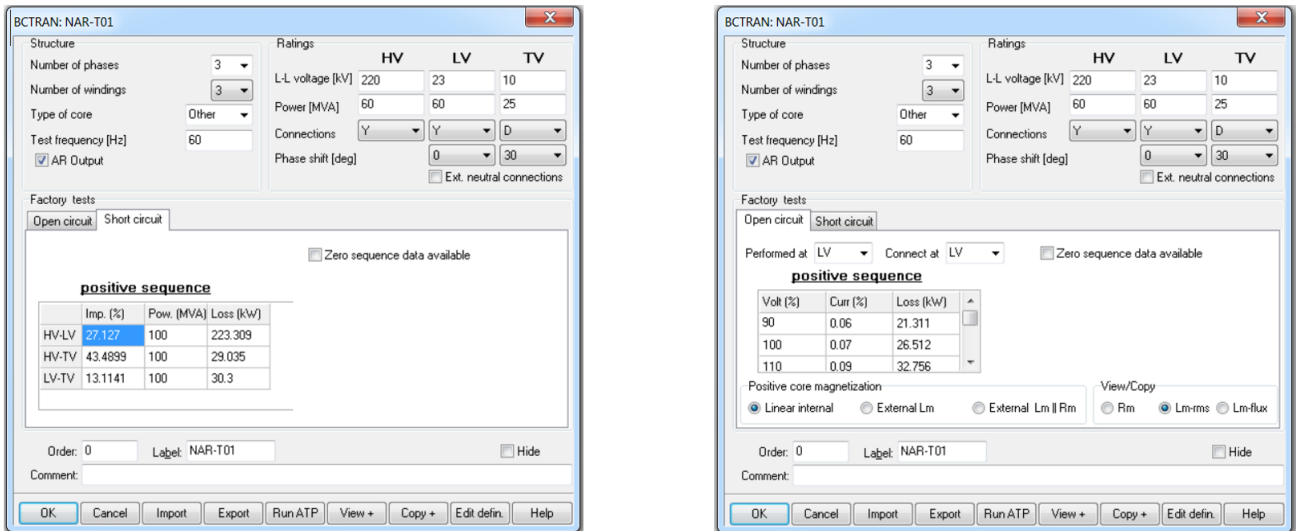 BCTRAN: NAR-T01
X
Structure
Number of phases 3
Number of windings 3
Type of core Other
Test frequency [Hz] 60
AR Output
Ratings
HV LV TV
L-L voltage [kV] 220 23 10
Power [MVA] 60 60 25
Connections Y Y D
Phase shift [deg] 0 30
Ext. neutral connections
Factory tests
Open circuit Short circuit
Zero sequence data available
positive sequence
Imp. (%) Pow. (MVA) Loss (kW)
HV-LV 27.127 100 223.309
HV-TV 43.4899 100 29.035
LV-TV 13.1141 100 30.3
Order: 0 Label: NAR-T01 Hide
Comment:
OK Cancel Import Export Run ATP View + Copy + Edit defin. Help
BCTRAN: NAR-T01
X
Structure
Number of phases 3
Number of windings 3
Type of core Other
Test frequency [Hz] 60
AR Output
Ratings
HV LV TV
L-L voltage [kV] 220 23 10
Power [MVA] 60 60 25
Connections Y Y D
Phase shift [deg] 0 30
Ext. neutral connections
Factory tests
Open circuit Short circuit
Performed at LV Connect at LV Zero sequence data available
positive sequence
Volt (%) Curr (%) Loss (kW)
90 0.06 21.311
100 0.07 26.512
110 0.09 32.756
Positive core magnetization
Linear internal External Lm External Lm || Rm
View/Copy
Rm Lm-rms Lm-flux
Order: 0 Label: NAR-T01 Hide
Comment:
OK Cancel Import Export Run ATP View + Copy + Edit defin. Help